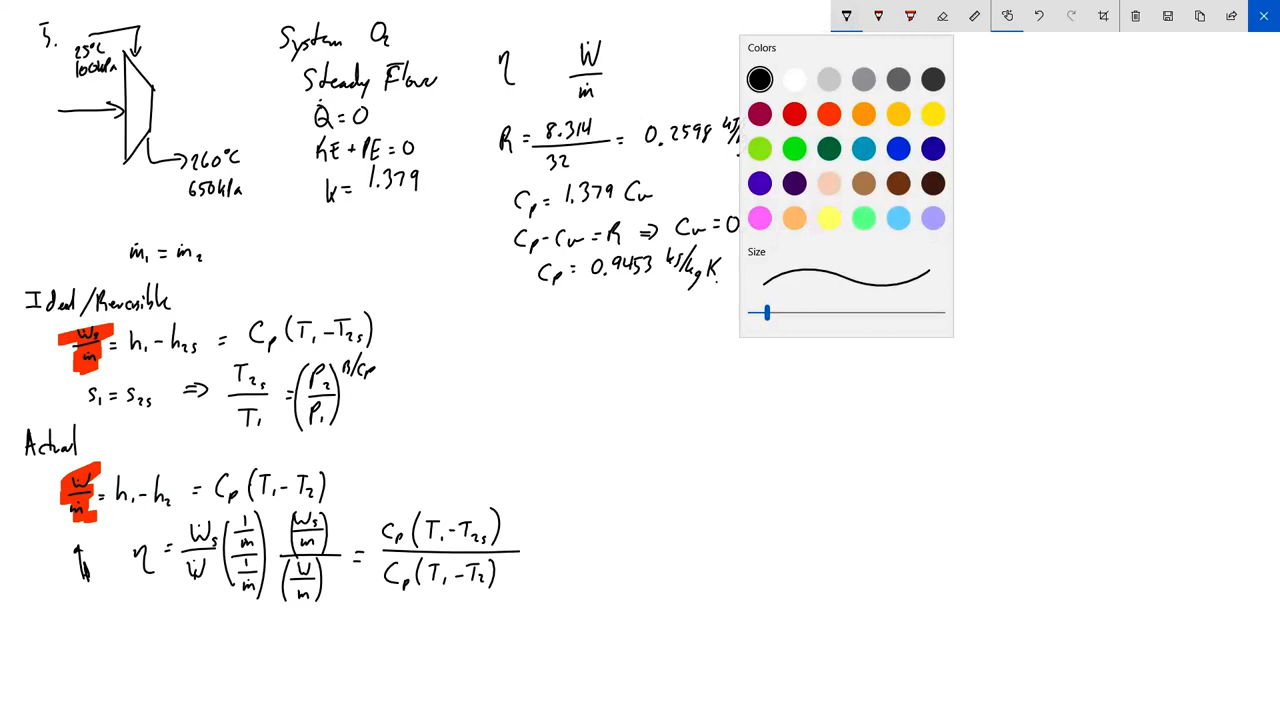 5.
25°C
100kPa
260°C
650kPa
System O₂
Steady Flow
Q̇ = 0
KE + PE = 0
k = 1.379
η Ẇ/ṁ
R = 8.314/32 = 0.2598 kJ/
Cp = 1.379 Cv
Cp - Cv = R ⇒ Cv = 0
Cp = 0.9453 kJ/kg K
ṁ₁ = ṁ₂
Ideal/Reversible
Ẇs/ṁ = h₁ - h₂s = Cp (T₁ - T₂s)
s₁ = s₂s ⇒ T₂s/T₁ = (P₂/P₁)^R/Cp
Actual
Ẇ/ṁ = h₁ - h₂ = Cp (T₁ - T₂)
η = Ẇs/Ẇ ((1/ṁ)/(1/ṁ)) (Ẇs/ṁ)/(Ẇ/ṁ) = Cp (T₁ - T₂s)/Cp (T₁ - T₂)
Colors
Size